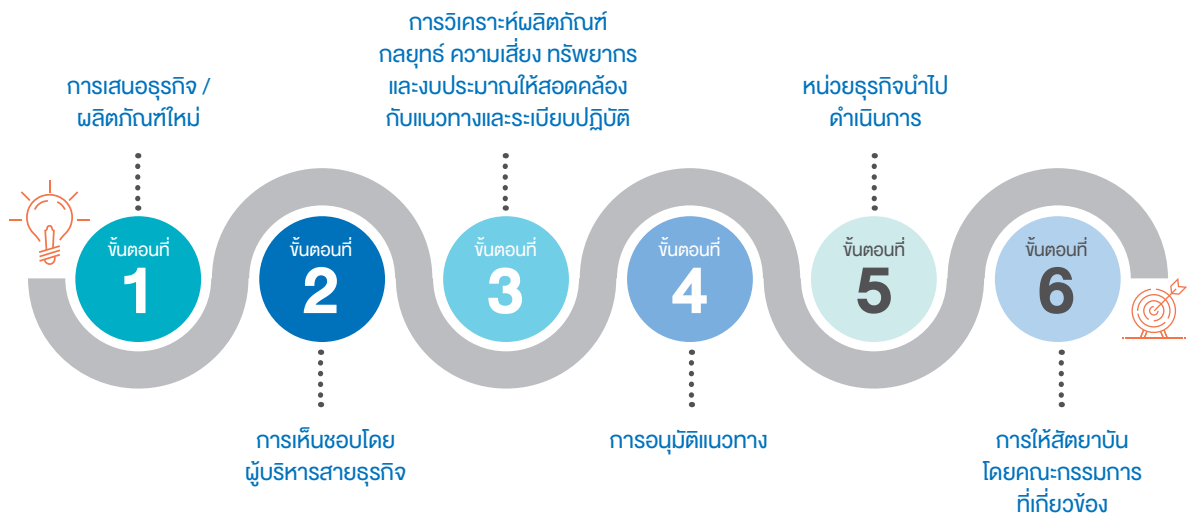 การเสนอธุรกิจ /
ผลิตภัณฑ์ใหม่
ขั้นตอนที่
1
ขั้นตอนที่
2
การเห็นชอบโดย
ผู้บริหารสายธุรกิจ
การวิเคราะห์ผลิตภัณฑ์
กลยุทธ์ ความเสี่ยง ทรัพยากร
และงบประมาณให้สอดคล้อง
กับแนวทางและระเบียบปฏิบัติ
ขั้นตอนที่
3
ขั้นตอนที่
4
การอนุมัติแนวทาง
หน่วยธุรกิจนำไป
ดำเนินการ
ขั้นตอนที่
5
ขั้นตอนที่
6
การให้สัตยาบัน
โดยคณะกรรมการ
ที่เกี่ยวข้อง